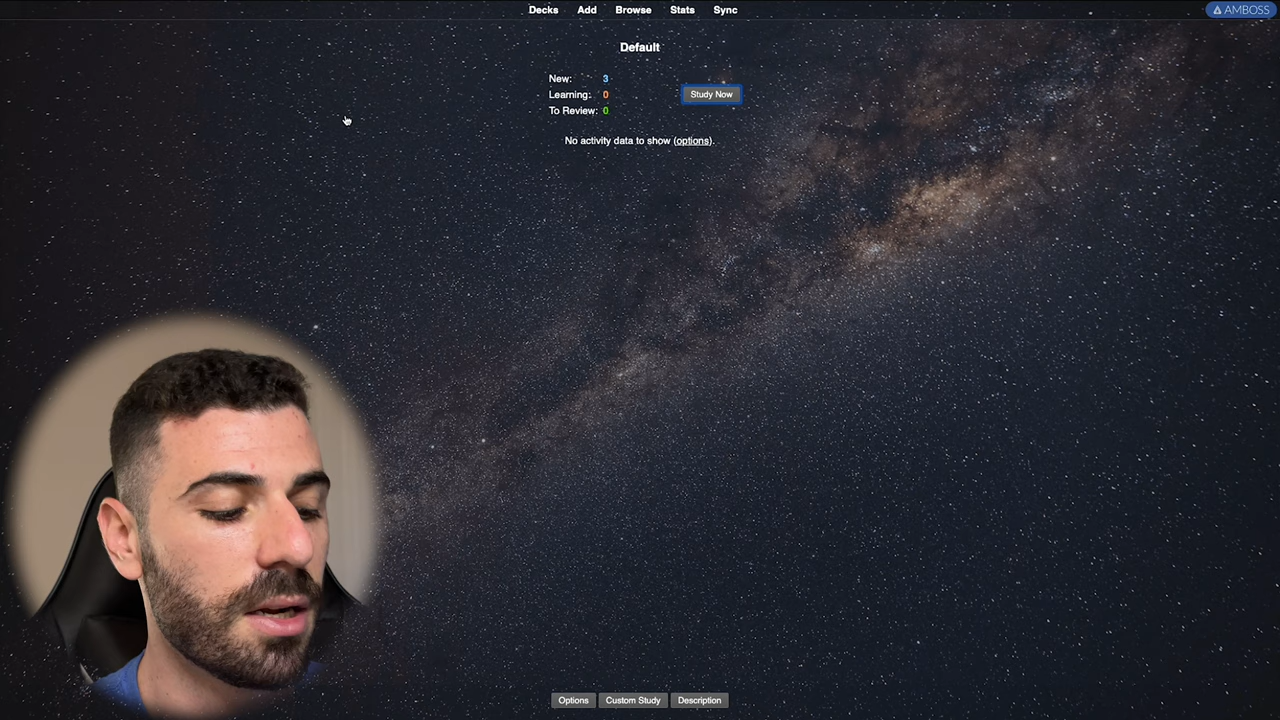 Decks Add Browse Stats Sync
AMBOSS
Default
New: 3
Learning: 0
Study Now
To Review: 0
No activity data to show (options).
Options Custom Study Description